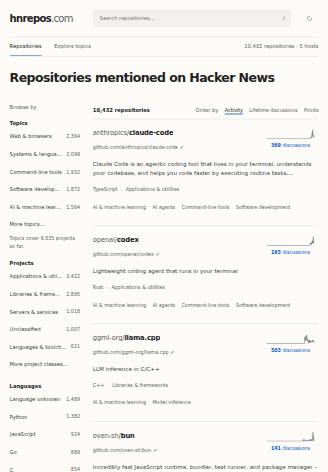 hnrepos.com
Search repositories...
/
Repositories
Explore topics
10,432 repositories · 5 hosts
Repositories mentioned on Hacker News
Browse by
Topics
Web & browsers 2,364
Systems & langua... 2,099
Command-line tools 1,932
Software develop... 1,872
AI & machine lear... 1,564
More topics...
Topics cover 9,535 projects so far.
Projects
Applications & util... 3,422
Libraries & frame... 2,895
Servers & services 1,018
Unclassified 1,007
Languages & toolch... 621
More project classes...
Languages
Language unknown 1,489
Python 1,382
JavaScript 924
Go 889
C 854
10,432 repositories
Order by Activity Lifetime discussions Points
anthropics/claude-code
github.com/anthropics/claude-code ↗
369 discussions
Claude Code is an agentic coding tool that lives in your terminal, understands
your codebase, and helps you code faster by executing routine tasks,...
TypeScript · Applications & utilities
AI & machine learning AI agents Command-line tools Software development
openai/codex
github.com/openai/codex ↗
163 discussions
Lightweight coding agent that runs in your terminal
Rust · Applications & utilities
AI & machine learning AI agents Command-line tools Software development
ggml-org/llama.cpp
github.com/ggml-org/llama.cpp ↗
503 discussions
LLM inference in C/C++
C++ · Libraries & frameworks
AI & machine learning Model inference
oven-sh/bun
github.com/oven-sh/bun ↗
141 discussions
Incredibly fast JavaScript runtime, bundler, test runner, and package manager –